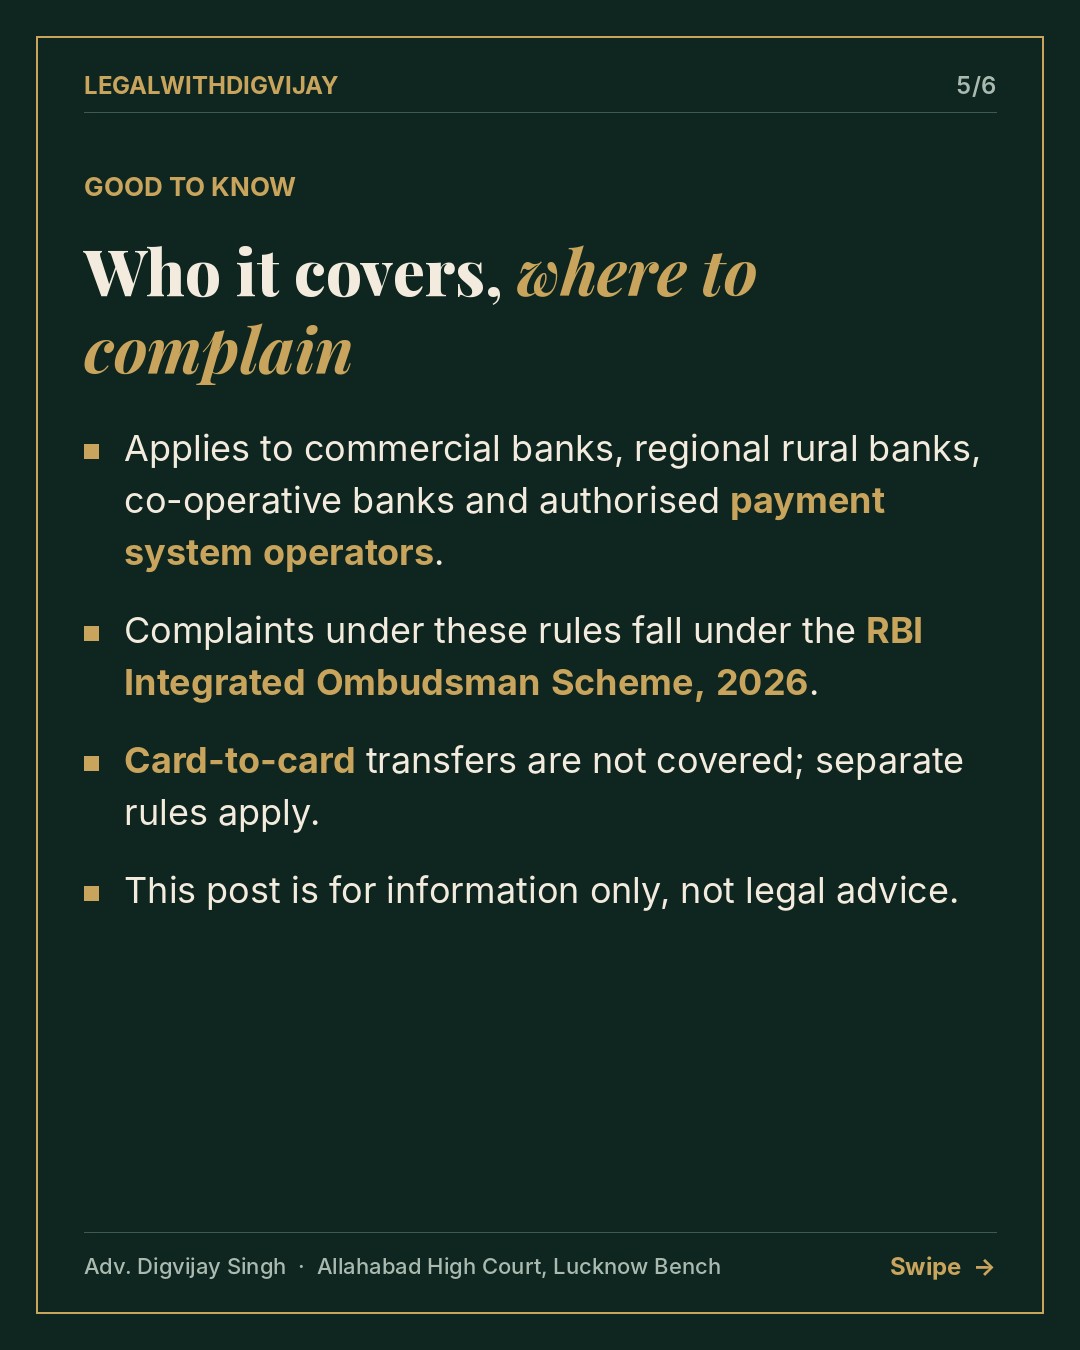 LEGALWITHDIGVIJAY
5/6
GOOD TO KNOW
Who it covers, where to
complain
Applies to commercial banks, regional rural banks,
co-operative banks and authorised payment
system operators.
Complaints under these rules fall under the RBI
Integrated Ombudsman Scheme, 2026.
Card-to-card transfers are not covered; separate
rules apply.
This post is for information only, not legal advice.
Adv. Digvijay Singh · Allahabad High Court, Lucknow Bench
Swipe →